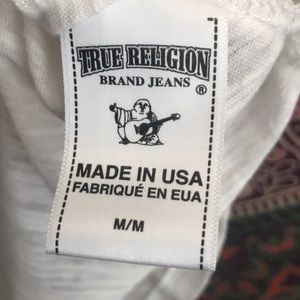 TRUE RELIGION
BRAND JEANS ®
MADE IN USA
FABRIQUÉ EN EUA
M/M